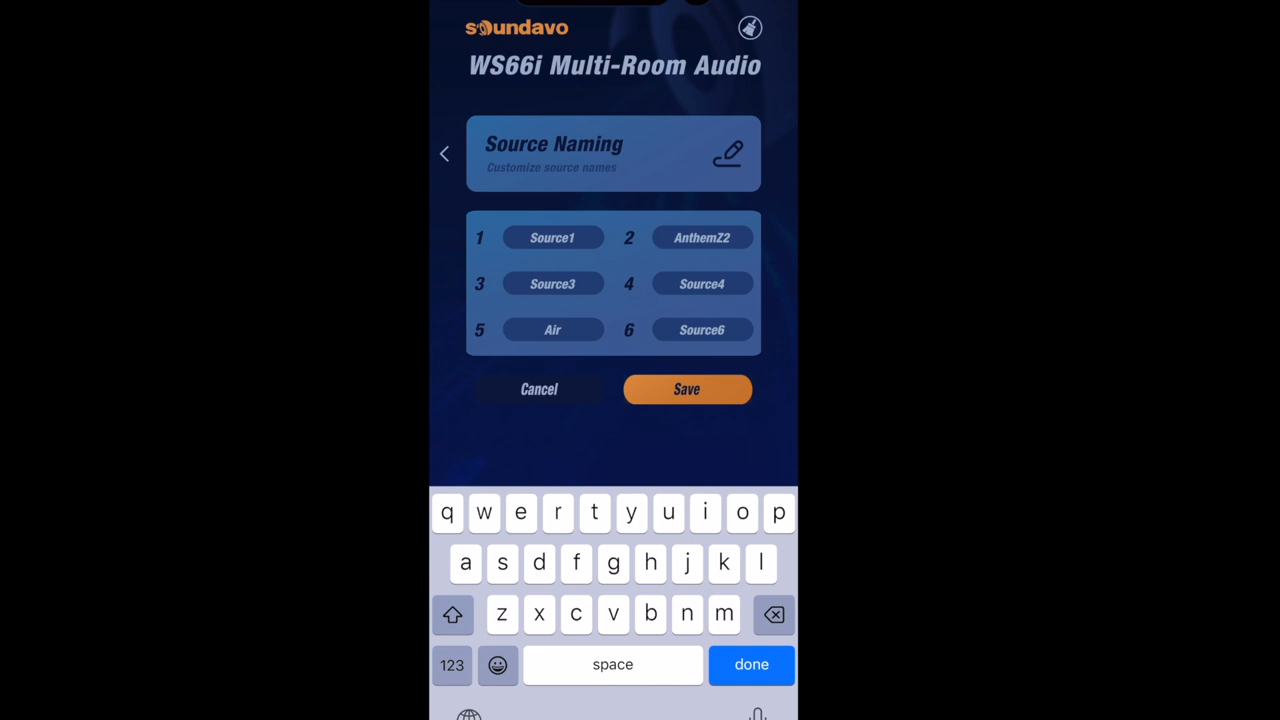 soundavo
WS66i Multi-Room Audio
Source Naming
Customize source names
1 Source1 2 AnthemZ2
3 Source3 4 Source4
5 Air 6 Source6
Cancel Save
q w e r t y u i o p
a s d f g h j k l
z x c v b n m
123 space done